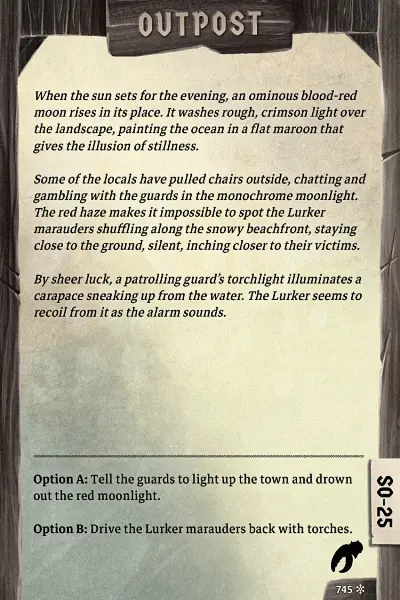 OUTPOST
When the sun sets for the evening, an ominous blood-red
moon rises in its place. It washes rough, crimson light over
the landscape, painting the ocean in a flat maroon that
gives the illusion of stillness.
Some of the locals have pulled chairs outside, chatting and
gambling with the guards in the monochrome moonlight.
The red haze makes it impossible to spot the Lurker
marauders shuffling along the snowy beachfront, staying
close to the ground, silent, inching closer to their victims.
By sheer luck, a patrolling guard's torchlight illuminates a
carapace sneaking up from the water. The Lurker seems to
recoil from it as the alarm sounds.
Option A: Tell the guards to light up the town and drown
out the red moonlight.
Option B: Drive the Lurker marauders back with torches.
SO-25
745